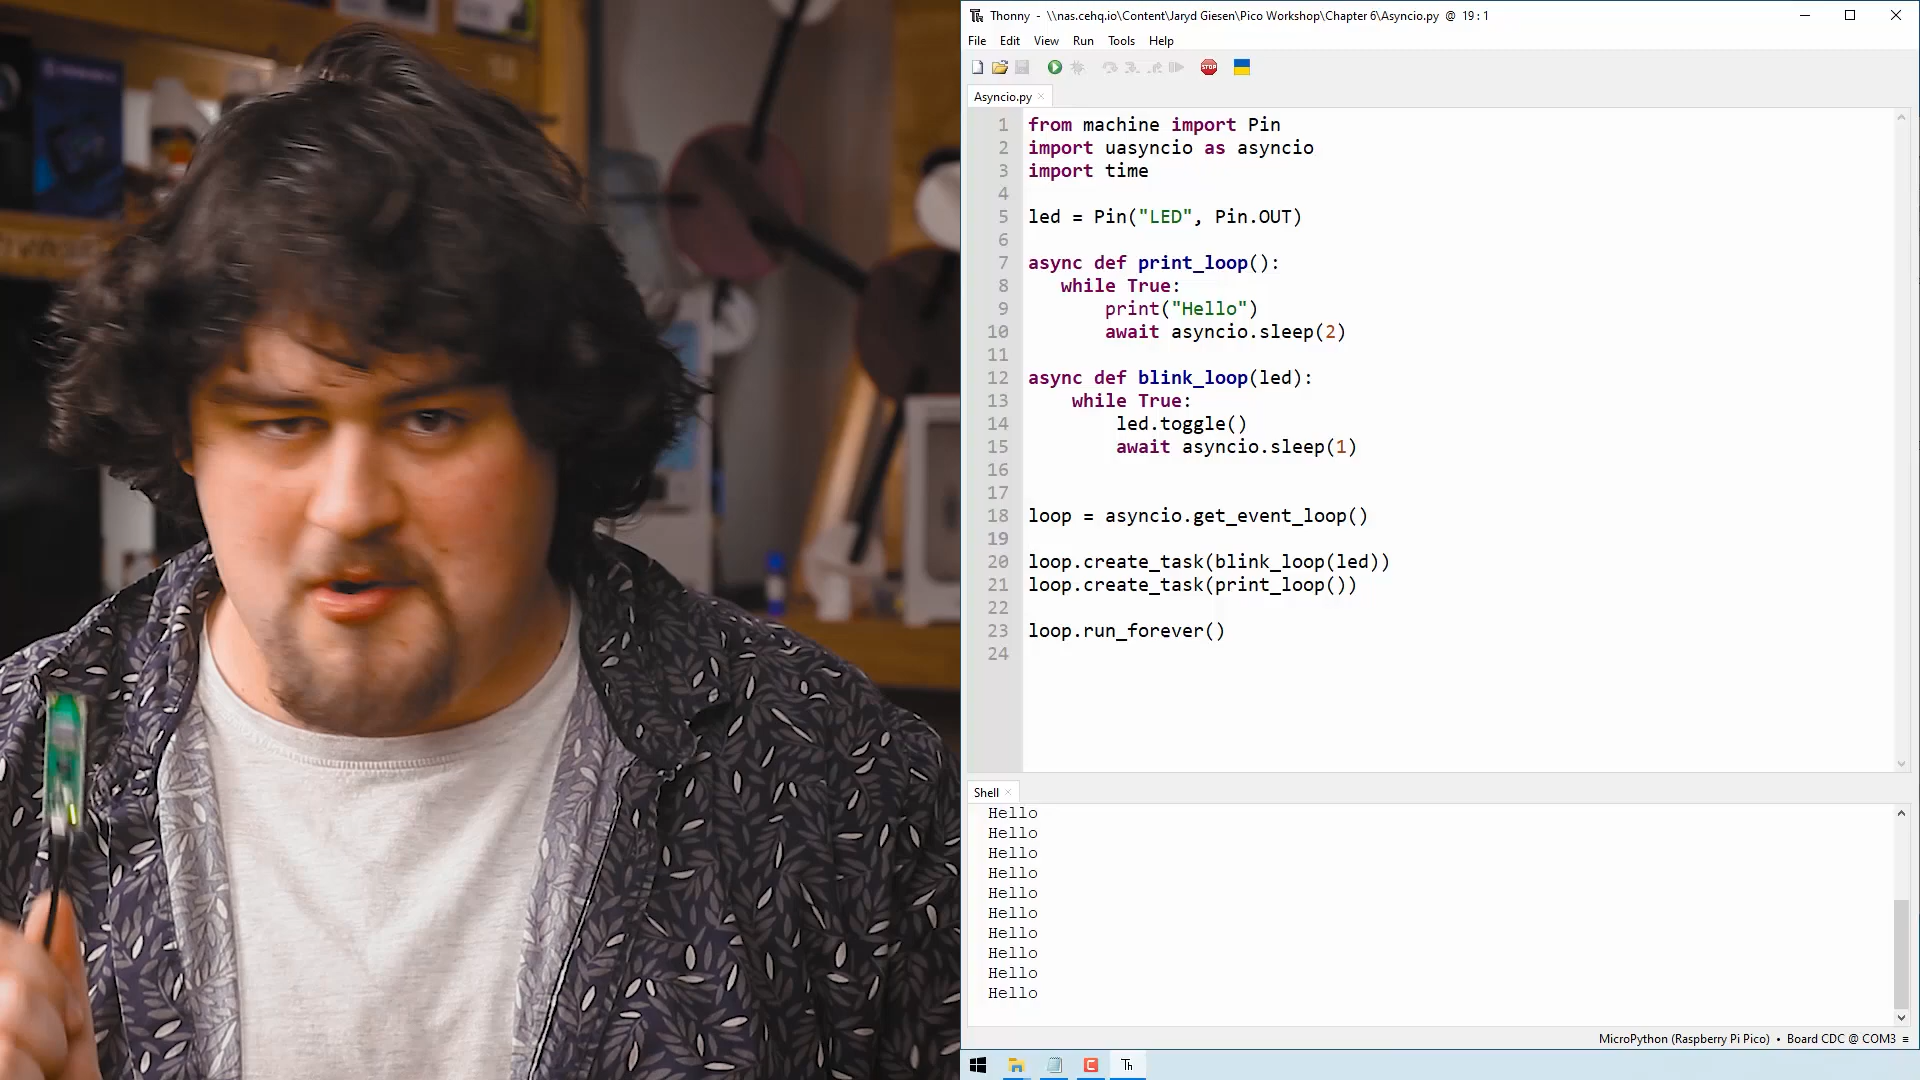 Thonny - \\nas.cehq.io\Content\Jaryd Giesen\Pico Workshop\Chapter 6\Asyncio.py @ 19 : 1
File Edit View Run Tools Help
STOP
Asyncio.py
1 from machine import Pin
2 import uasyncio as asyncio
3 import time
4
5 led = Pin("LED", Pin.OUT)
6
7 async def print_loop():
8 while True:
9 print("Hello")
10 await asyncio.sleep(2)
11
12 async def blink_loop(led):
13 while True:
14 led.toggle()
15 await asyncio.sleep(1)
16
17
18 loop = asyncio.get_event_loop()
19
20 loop.create_task(blink_loop(led))
21 loop.create_task(print_loop())
22
23 loop.run_forever()
24
Shell
Hello
Hello
Hello
Hello
Hello
Hello
Hello
Hello
Hello
Hello
MicroPython (Raspberry Pi Pico) • Board CDC @ COM3 ≡
Th